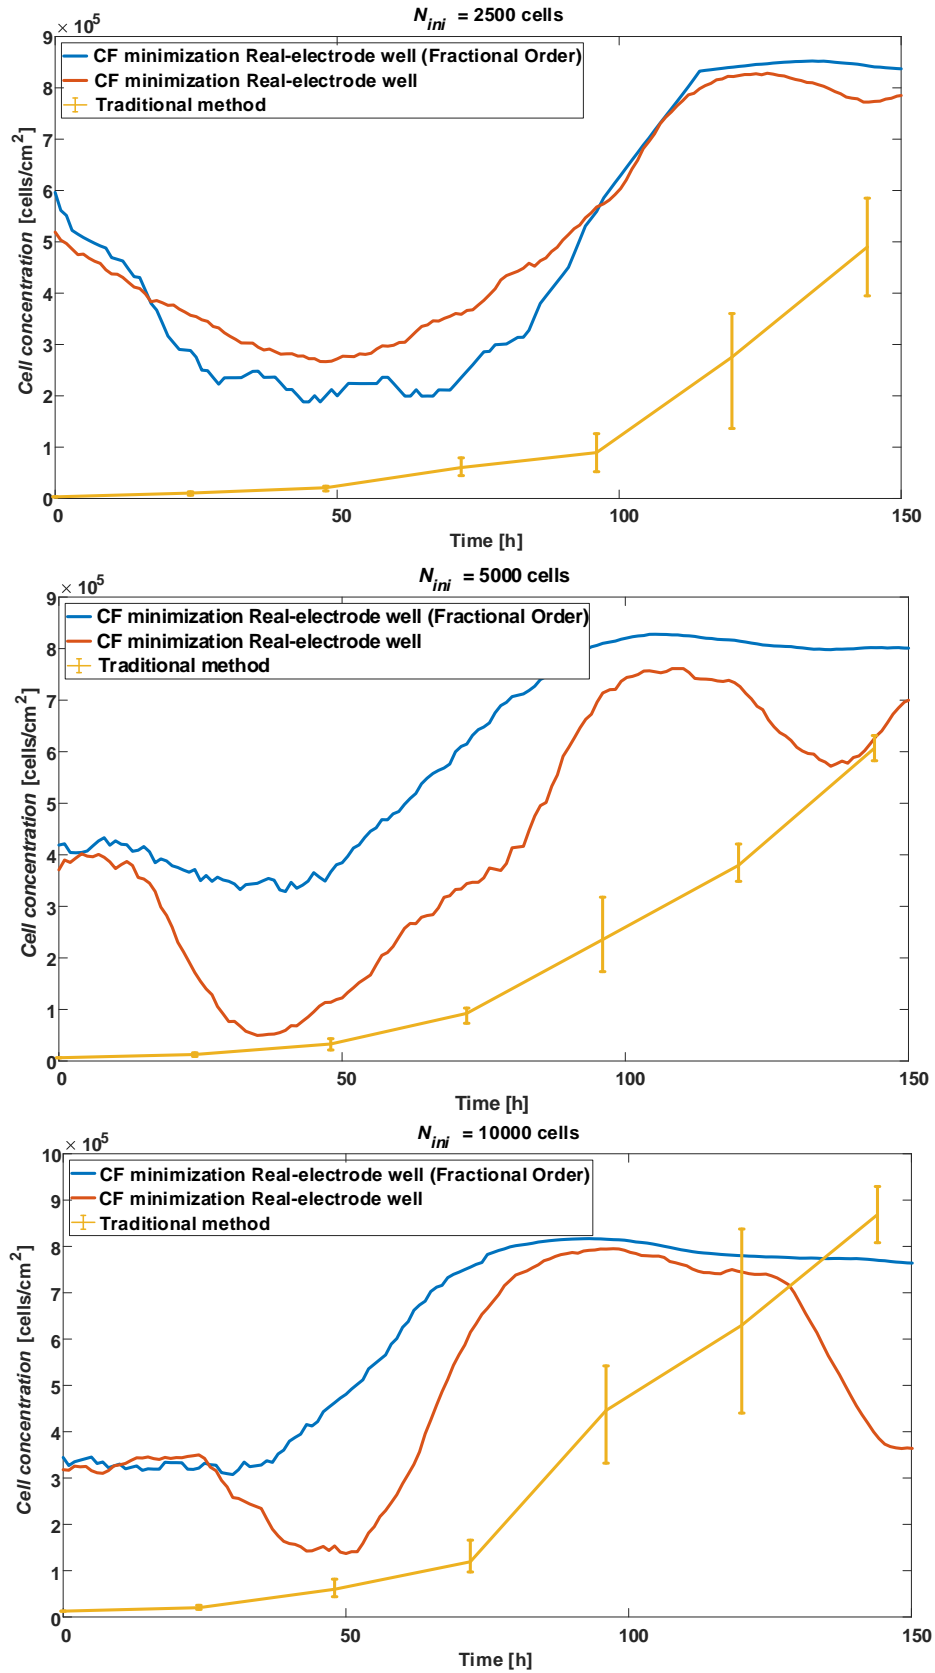 N_ini = 2500 cells
× 10^5
9
8
7
6
5
4
3
2
1
0
CF minimization Real-electrode well (Fractional Order)
CF minimization Real-electrode well
Traditional method
Cell concentration [cells/cm^2]
0 50 100 150
Time [h]
N_ini = 5000 cells
× 10^5
9
8
7
6
5
4
3
2
1
0
CF minimization Real-electrode well (Fractional Order)
CF minimization Real-electrode well
Traditional method
Cell concentration [cells/cm^2]
0 50 100 150
Time [h]
N_ini = 10000 cells
× 10^5
10
9
8
7
6
5
4
3
2
1
0
CF minimization Real-electrode well (Fractional Order)
CF minimization Real-electrode well
Traditional method
Cell concentration [cells/cm^2]
0 50 100 150
Time [h]